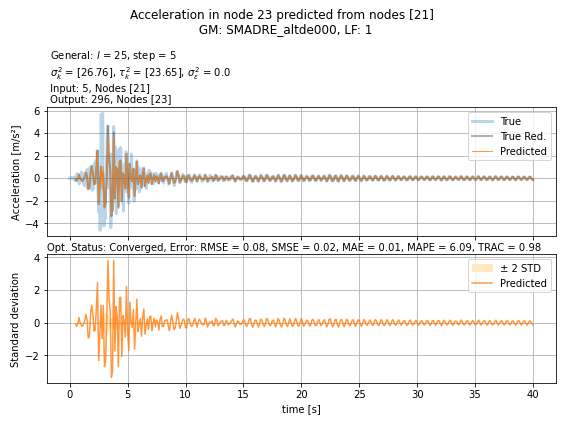 Acceleration in node 23 predicted from nodes [21]
GM: SMADRE_altde000, LF: 1
General: l = 25, step = 5
σ²ₖ = [26.76], τ²ₖ = [23.65], σ²ε = 0.0
Input: 5, Nodes [21]
Output: 296, Nodes [23]
Acceleration [m/s²]
6
4
2
0
−2
−4
True
True Red.
Predicted
Opt. Status: Converged, Error: RMSE = 0.08, SMSE = 0.02, MAE = 0.01, MAPE = 6.09, TRAC = 0.98
Standard deviation
4
2
0
−2
± 2 STD
Predicted
0 5 10 15 20 25 30 35 40
time [s]